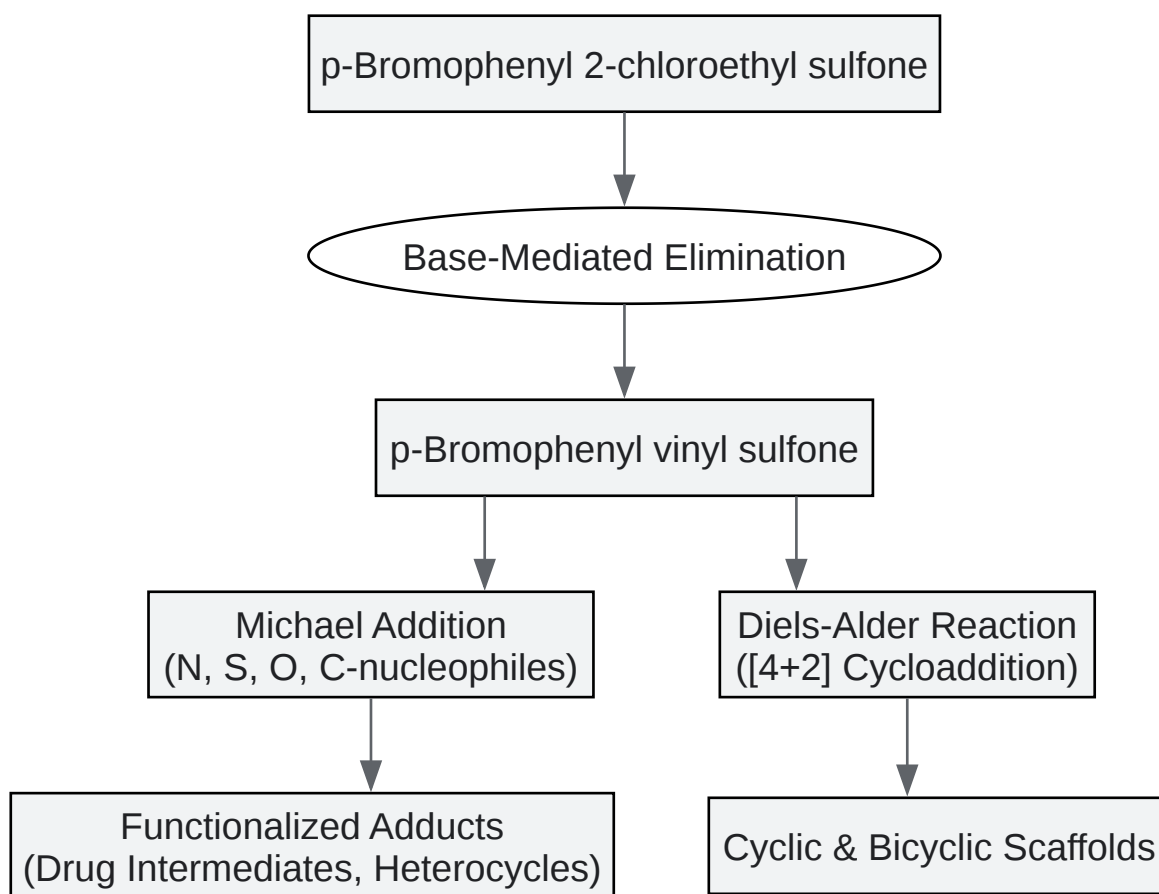 p-Bromophenyl 2-chloroethyl sulfone
Base-Mediated Elimination
p-Bromophenyl vinyl sulfone
Michael Addition
(N, S, O, C-nucleophiles)
Diels-Alder Reaction
([4+2] Cycloaddition)
Functionalized Adducts
(Drug Intermediates, Heterocycles)
Cyclic & Bicyclic Scaffolds